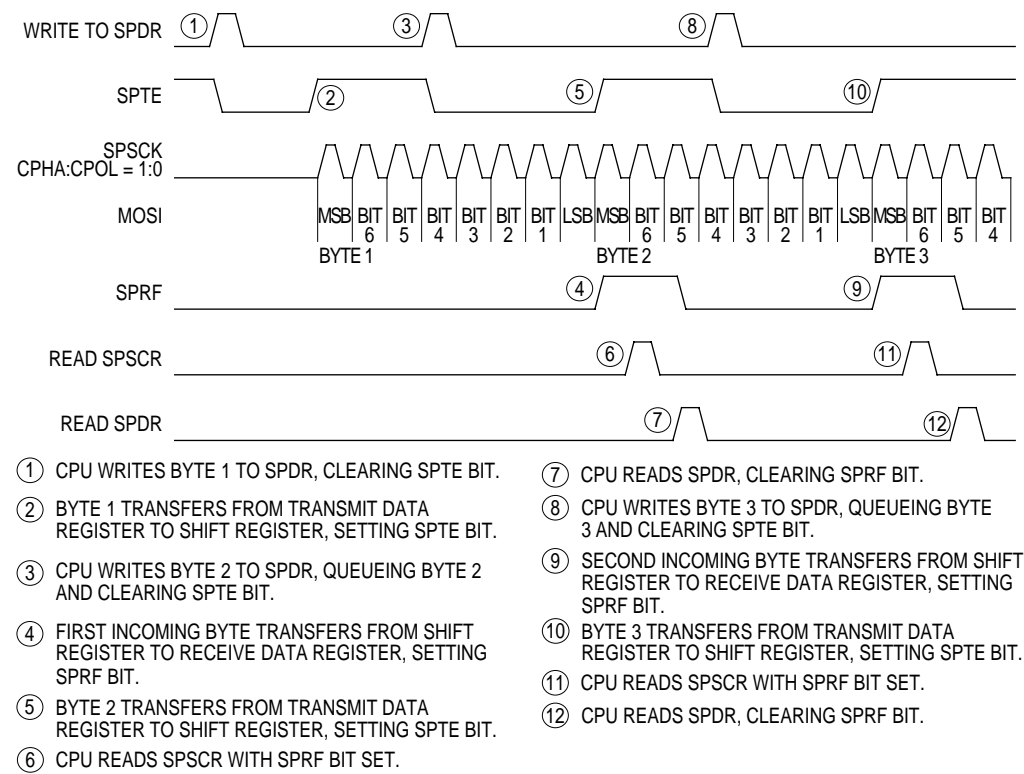 WRITE TO SPDR
1
3
8
SPTE
2
5
10
SPSCK
CPHA:CPOL = 1:0
MOSI
MSB BIT BIT BIT BIT BIT BIT LSB MSB BIT BIT BIT BIT BIT BIT LSB MSB BIT BIT BIT
6 5 4 3 2 1 6 5 4 3 2 1 6 5 4
BYTE 1 BYTE 2 BYTE 3
SPRF
4
9
READ SPSCR
6
11
READ SPDR
7
12
1 CPU WRITES BYTE 1 TO SPDR, CLEARING SPTE BIT.
2 BYTE 1 TRANSFERS FROM TRANSMIT DATA
REGISTER TO SHIFT REGISTER, SETTING SPTE BIT.
3 CPU WRITES BYTE 2 TO SPDR, QUEUEING BYTE 2
AND CLEARING SPTE BIT.
4 FIRST INCOMING BYTE TRANSFERS FROM SHIFT
REGISTER TO RECEIVE DATA REGISTER, SETTING
SPRF BIT.
5 BYTE 2 TRANSFERS FROM TRANSMIT DATA
REGISTER TO SHIFT REGISTER, SETTING SPTE BIT.
6 CPU READS SPSCR WITH SPRF BIT SET.
7 CPU READS SPDR, CLEARING SPRF BIT.
8 CPU WRITES BYTE 3 TO SPDR, QUEUEING BYTE
3 AND CLEARING SPTE BIT.
9 SECOND INCOMING BYTE TRANSFERS FROM SHIFT
REGISTER TO RECEIVE DATA REGISTER, SETTING
SPRF BIT.
10 BYTE 3 TRANSFERS FROM TRANSMIT DATA
REGISTER TO SHIFT REGISTER, SETTING SPTE BIT.
11 CPU READS SPSCR WITH SPRF BIT SET.
12 CPU READS SPDR, CLEARING SPRF BIT.